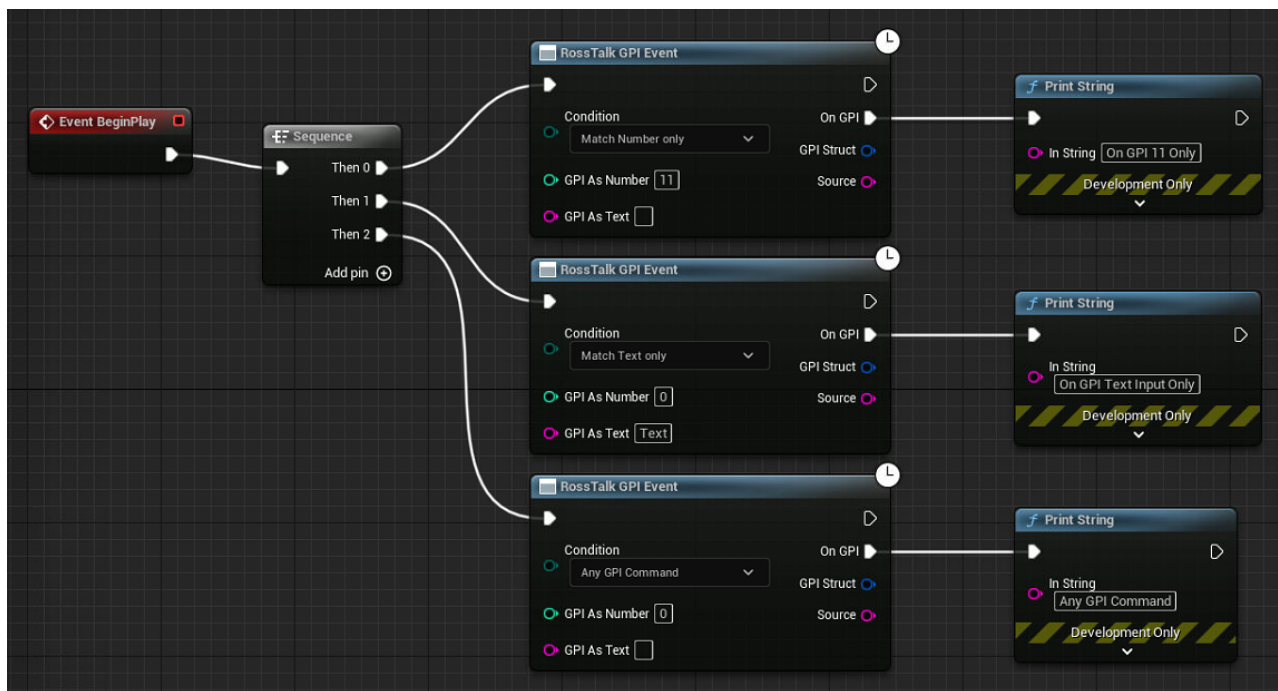 Event BeginPlay
Sequence
Then 0
Then 1
Then 2
Add pin
RossTalk GPI Event
Condition
On GPI
Match Number only
GPI Struct
GPI As Number 11
Source
GPI As Text
Print String
In String On GPI 11 Only
Development Only
RossTalk GPI Event
Condition
On GPI
Match Text only
GPI Struct
GPI As Number 0
Source
GPI As Text Text
Print String
In String
On GPI Text Input Only
Development Only
RossTalk GPI Event
Condition
On GPI
Any GPI Command
GPI Struct
GPI As Number 0
Source
GPI As Text
Print String
In String
Any GPI Command
Development Only